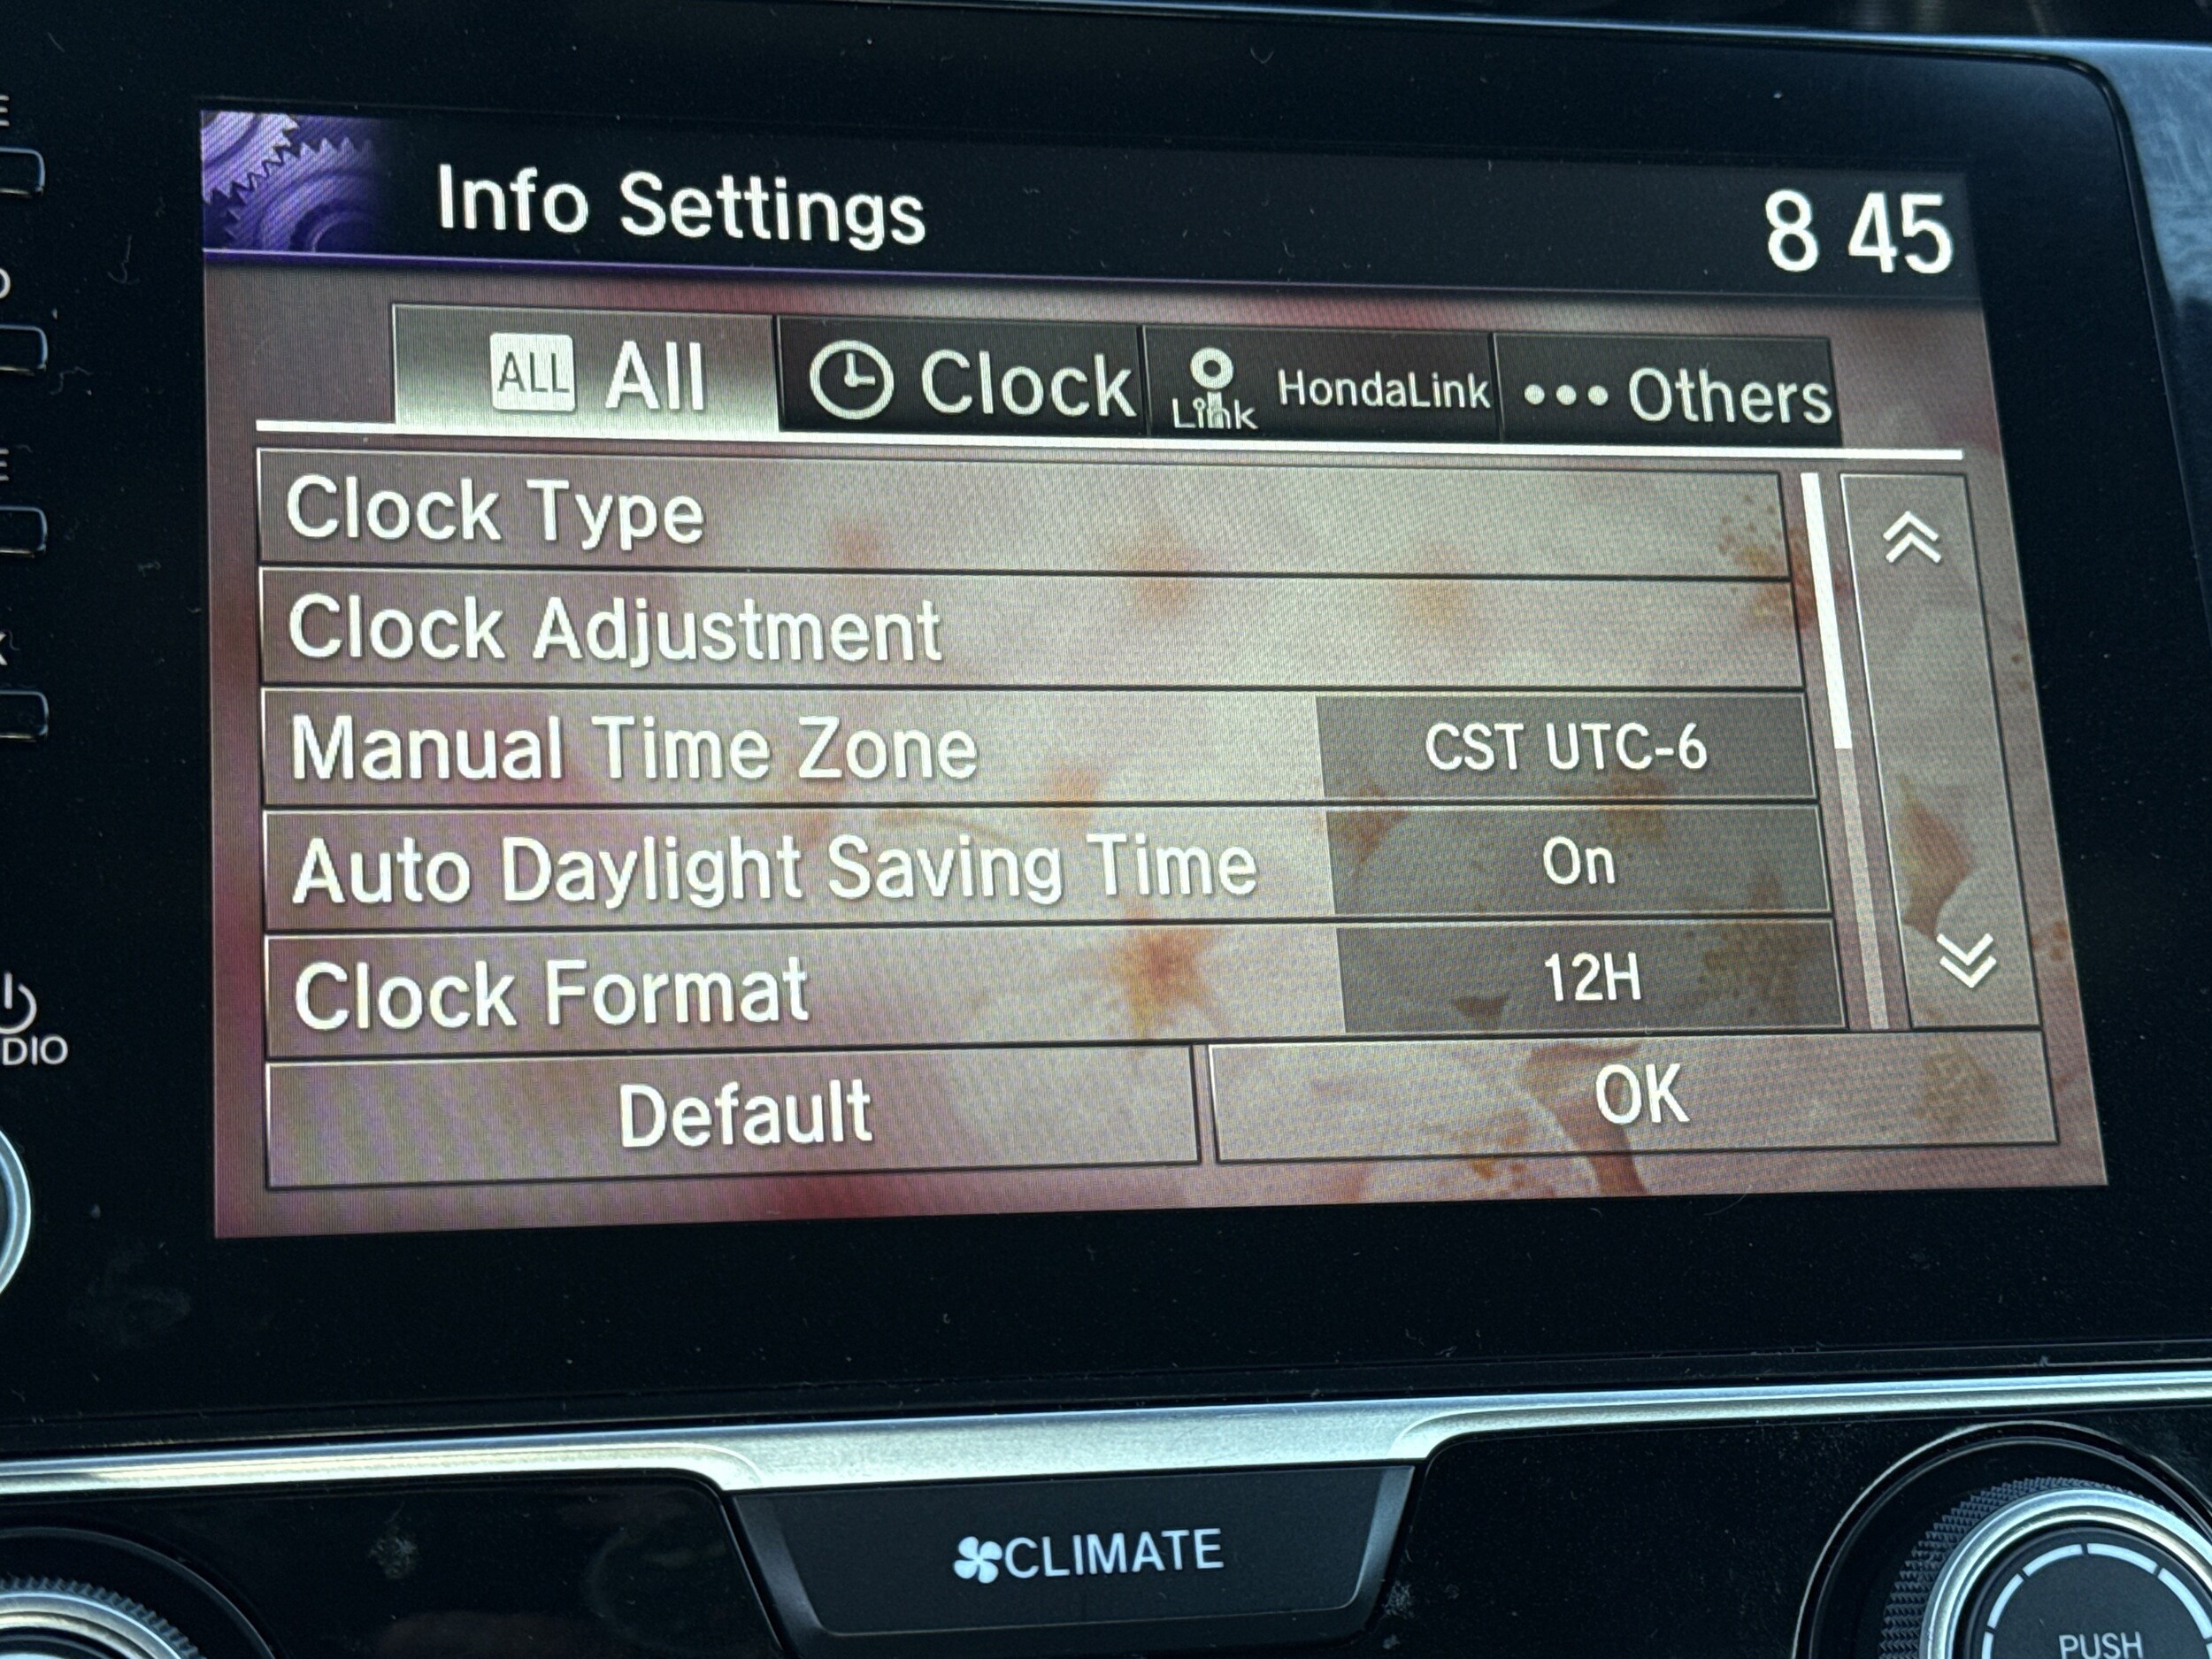 Info Settings
8 45
ALL All
Clock
Link HondaLink
Others
Clock Type
Clock Adjustment
Manual Time Zone CST UTC-6
Auto Daylight Saving Time On
Clock Format 12H
Default OK
DIO
CLIMATE
PUSH